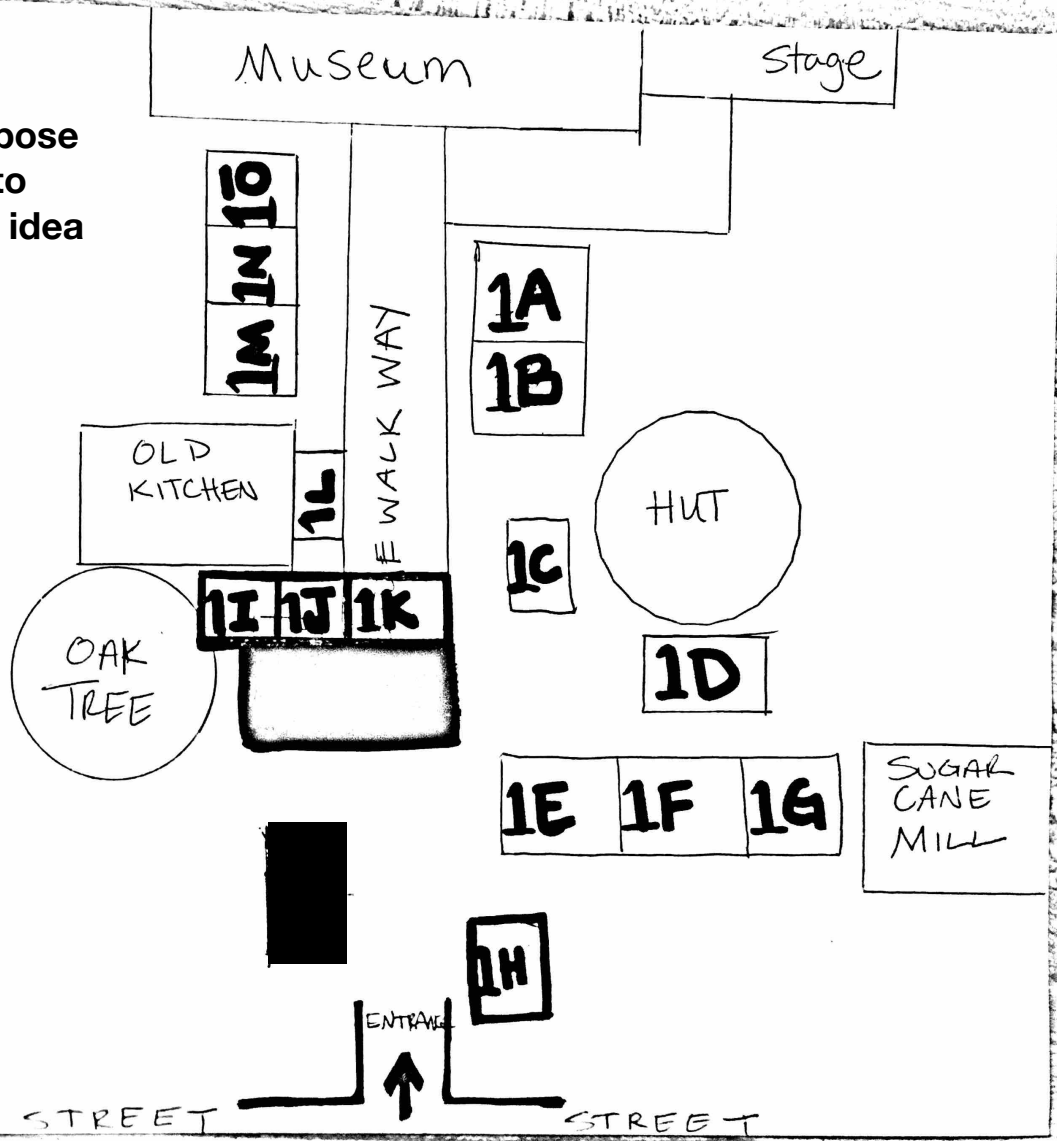 Museum
Stage
pose
to
idea
1O
1N
1M
1A
1B
WALK WAY
OLD
KITCHEN
1L
HUT
1C
1I
1J
1K
OAK
TREE
1D
1E
1F
1G
SUGAR
CANE
MILL
1H
ENTRANCE
STREET
STREET